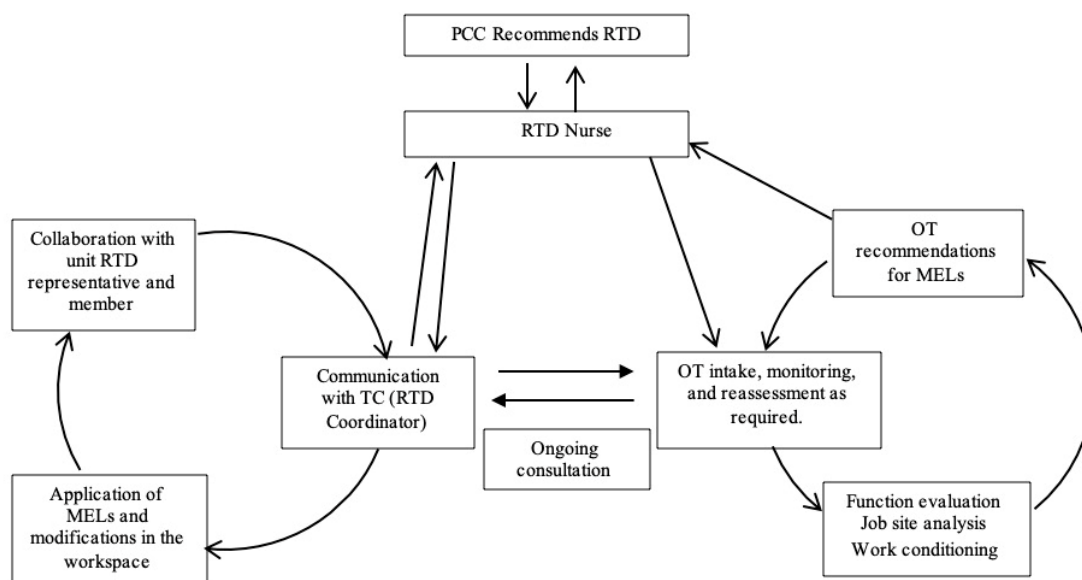 PCC Recommends RTD
RTD Nurse
Collaboration with
unit RTD
representative and
member
OT
recommendations
for MELs
Communication
with TC (RTD
Coordinator)
OT intake, monitoring,
and reassessment as
required.
Ongoing
consultation
Application of
MELs and
modifications in the
workspace
Function evaluation
Job site analysis
Work conditioning